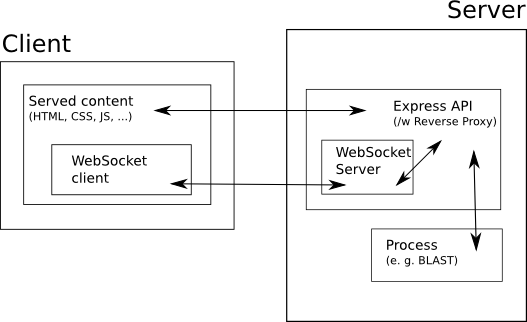 Server
Client
Served content
(HTML, CSS, JS, ...)
WebSocket
client
Express API
(/w Reverse Proxy)
WebSocket
Server
Process
(e. g. BLAST)